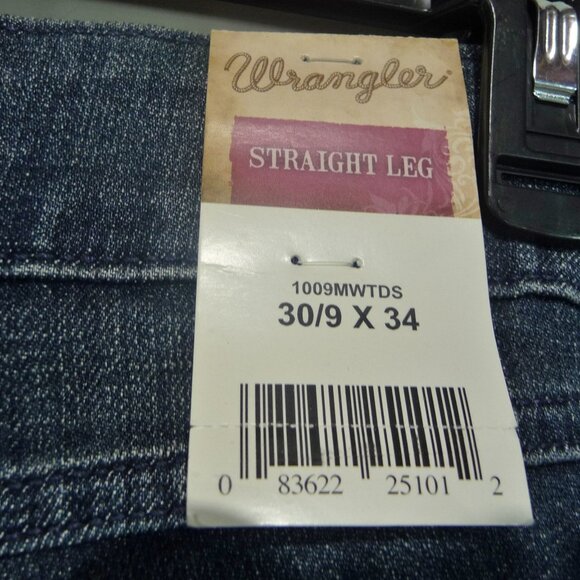 Wrangler
STRAIGHT LEG
1009MWTDS
30/9 X 34
0 83622 25101 2